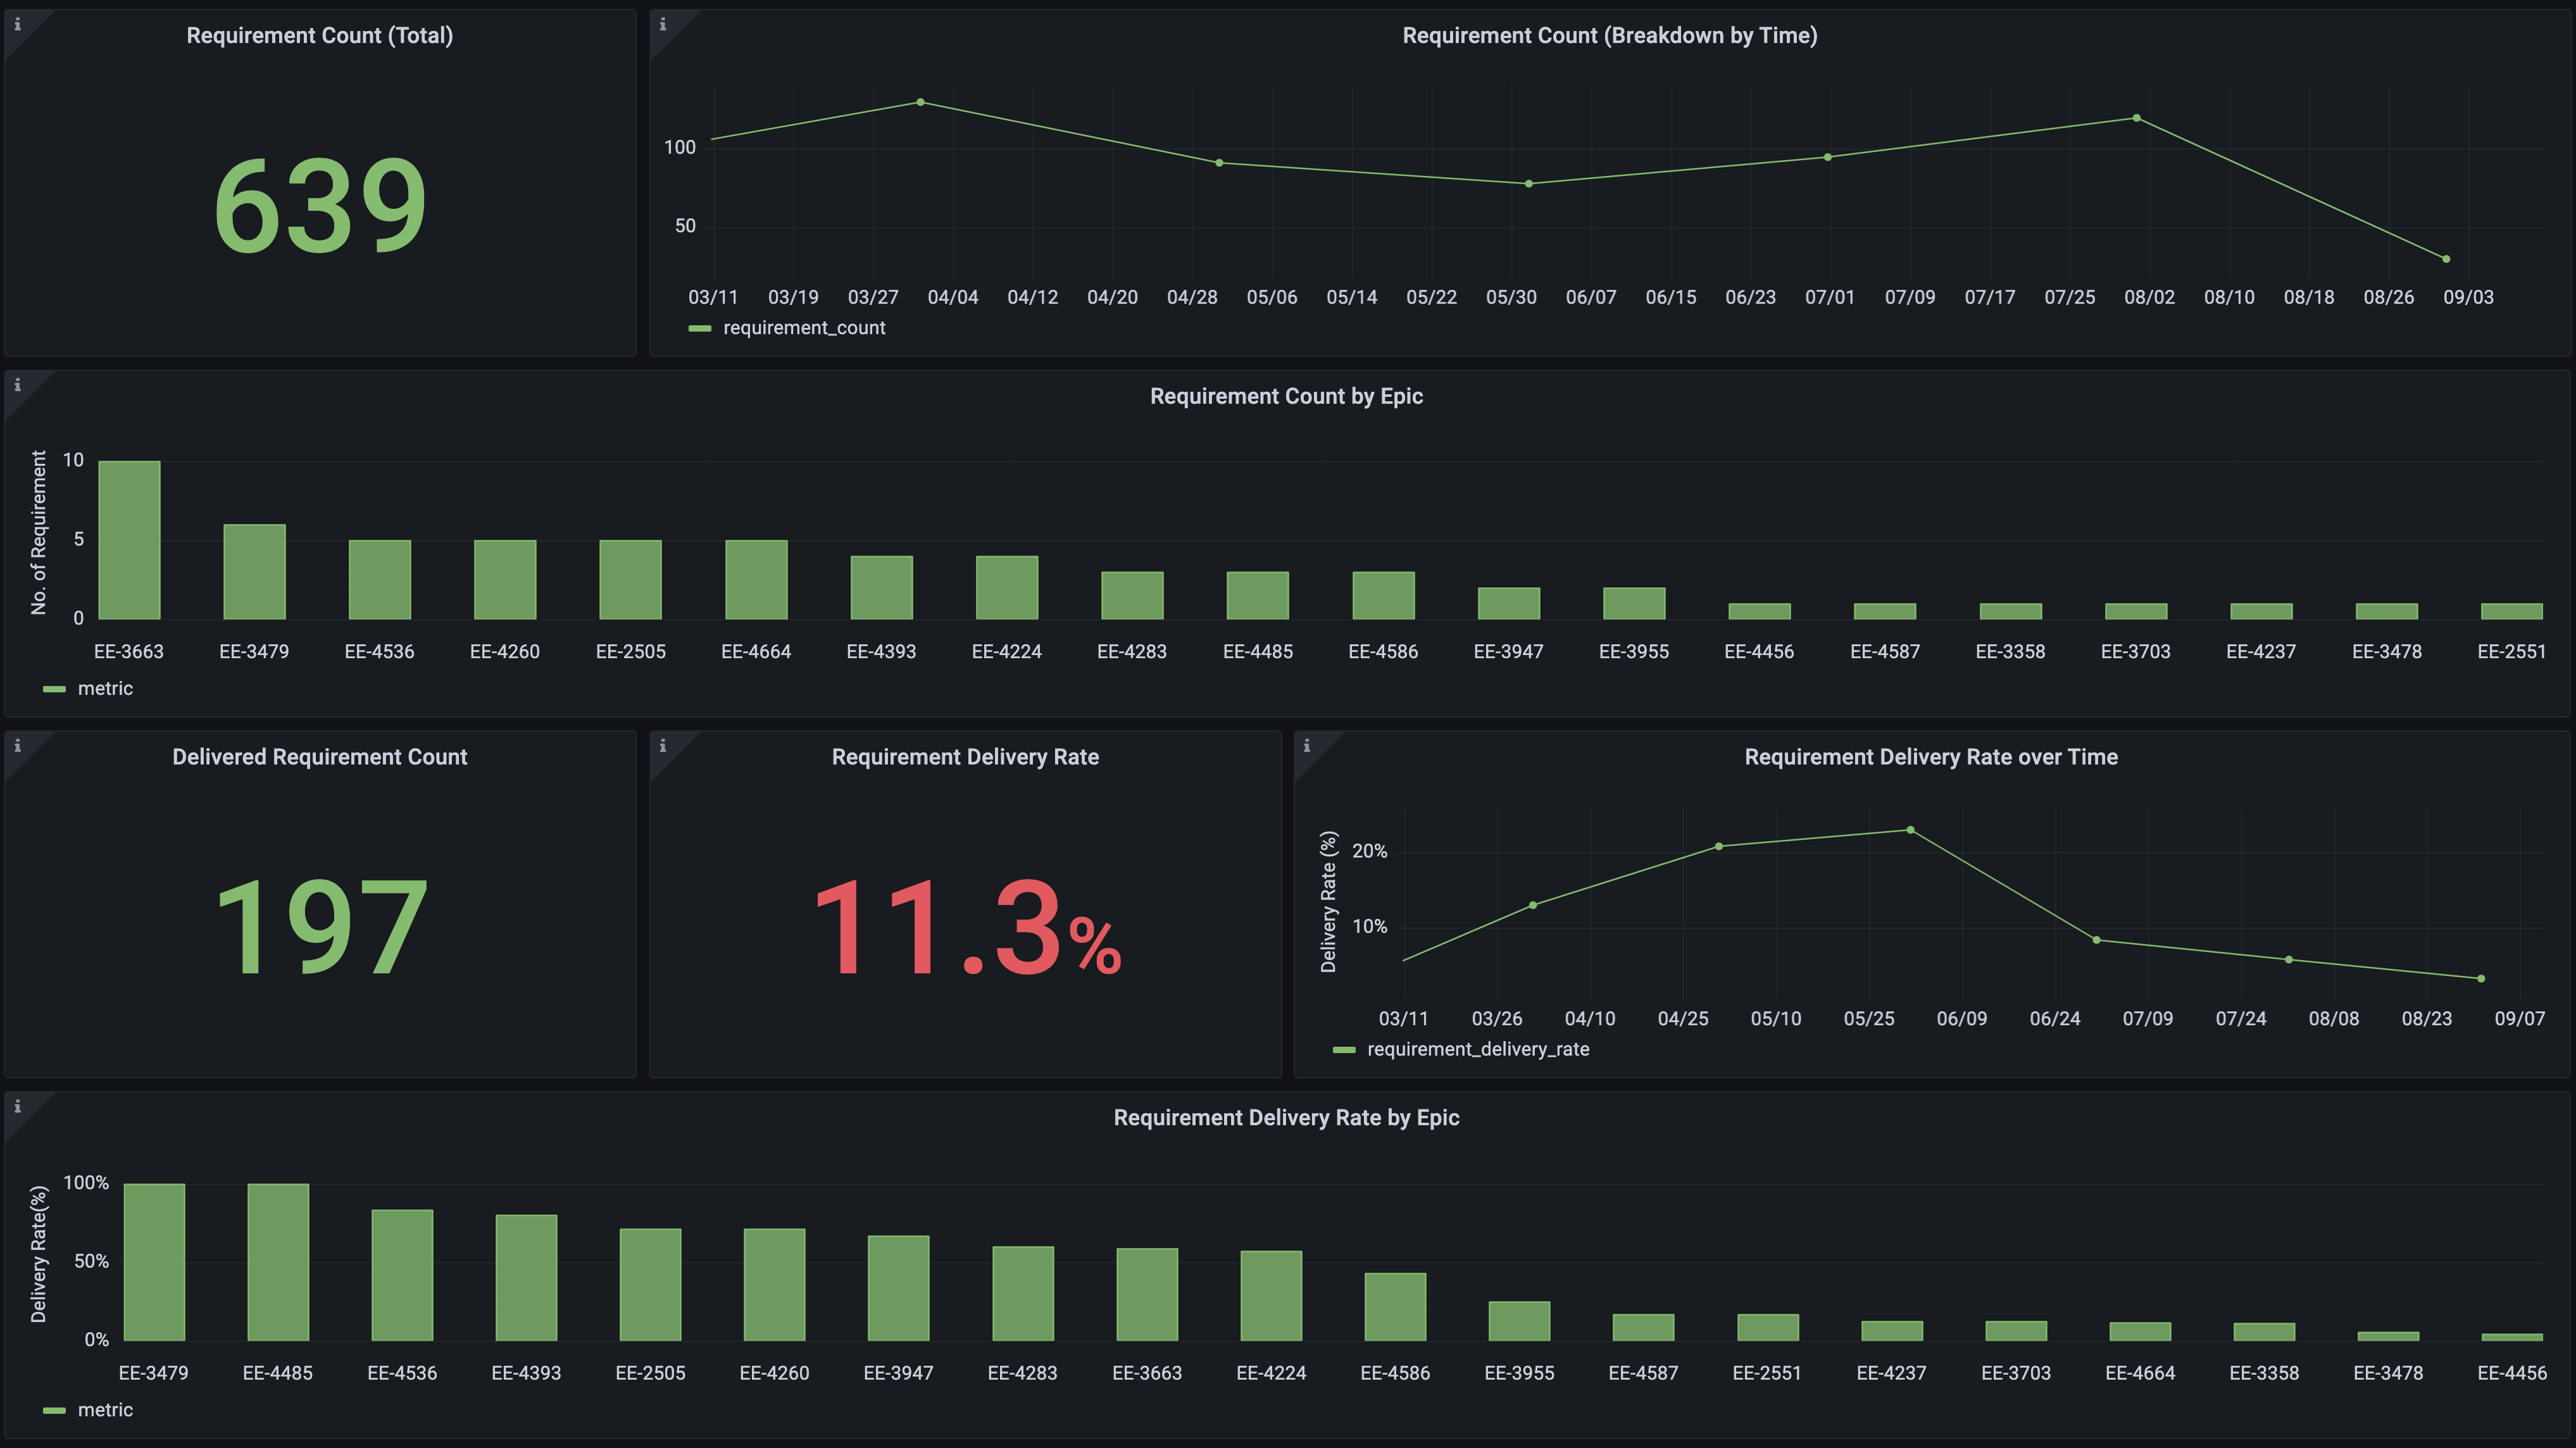 Requirement Count (Total)
639
Requirement Count (Breakdown by Time)
100
50
03/11 03/19 03/27 04/04 04/12 04/20 04/28 05/06 05/14 05/22 05/30 06/07 06/15 06/23 07/01 07/09 07/17 07/25 08/02 08/10 08/18 08/26 09/03
requirement_count
Requirement Count by Epic
No. of Requirement
10
5
0
EE-3663 EE-3479 EE-4536 EE-4260 EE-2505 EE-4664 EE-4393 EE-4224 EE-4283 EE-4485 EE-4586 EE-3947 EE-3955 EE-4456 EE-4587 EE-3358 EE-3703 EE-4237 EE-3478 EE-2551
metric
Delivered Requirement Count
197
Requirement Delivery Rate
11.3%
Requirement Delivery Rate over Time
Delivery Rate (%)
20%
10%
03/11 03/26 04/10 04/25 05/10 05/25 06/09 06/24 07/09 07/24 08/08 08/23 09/07
requirement_delivery_rate
Requirement Delivery Rate by Epic
Delivery Rate(%)
100%
50%
0%
EE-3479 EE-4485 EE-4536 EE-4393 EE-2505 EE-4260 EE-3947 EE-4283 EE-3663 EE-4224 EE-4586 EE-3955 EE-4587 EE-2551 EE-4237 EE-3703 EE-4664 EE-3358 EE-3478 EE-4456
metric